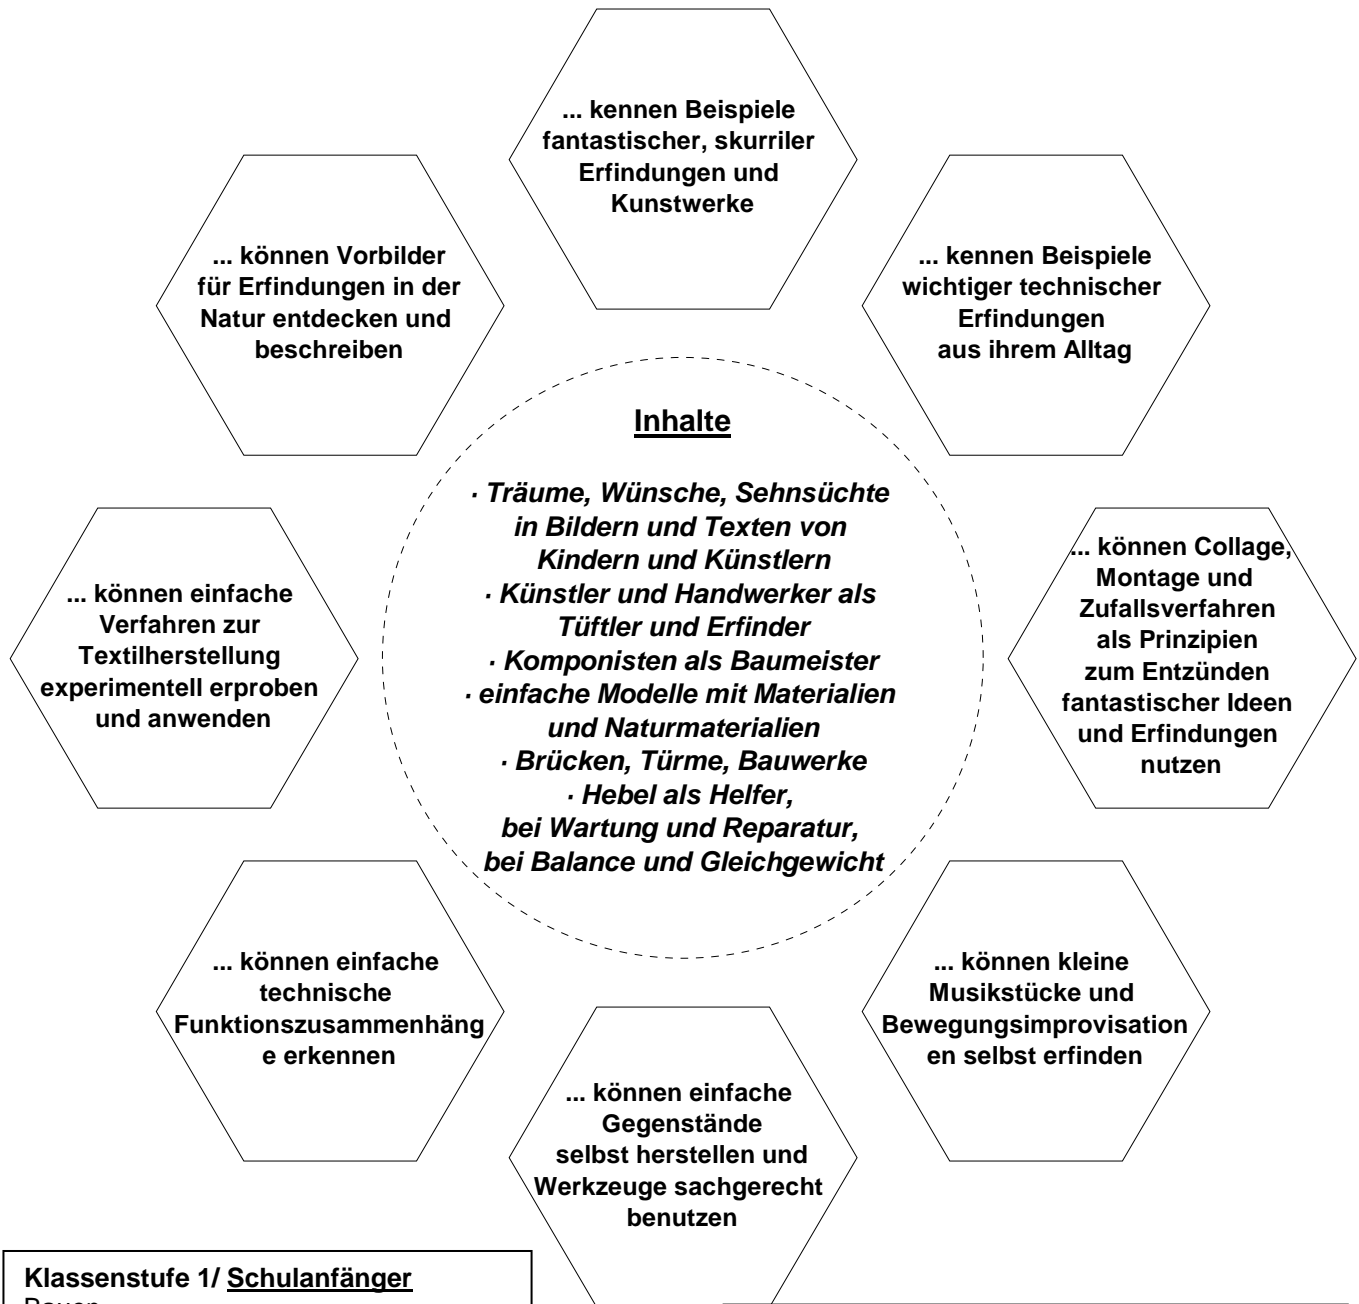 ... kennen Beispiele
fantastischer, skurriler
Erfindungen und
Kunstwerke
... können Vorbilder
für Erfindungen in der
Natur entdecken und
beschreiben
... kennen Beispiele
wichtiger technischer
Erfindungen
aus ihrem Alltag
Inhalte
· Träume, Wünsche, Sehnsüchte
in Bildern und Texten von
Kindern und Künstlern
· Künstler und Handwerker als
Tüftler und Erfinder
· Komponisten als Baumeister
· einfache Modelle mit Materialien
und Naturmaterialien
· Brücken, Türme, Bauwerke
· Hebel als Helfer,
bei Wartung und Reparatur,
bei Balance und Gleichgewicht
... können einfache
Verfahren zur
Textilherstellung
experimentell erproben
und anwenden
... können Collage,
Montage und
Zufallsverfahren
als Prinzipien
zum Entzünden
fantastischer Ideen
und Erfindungen
nutzen
... können einfache
technische
Funktionszusammenhäng
e erkennen
... können kleine
Musikstücke und
Bewegungsimprovisation
en selbst erfinden
... können einfache
Gegenstände
selbst herstellen und
Werkzeuge sachgerecht
benutzen
Klassenstufe 1/ Schulanfänger
Bauen